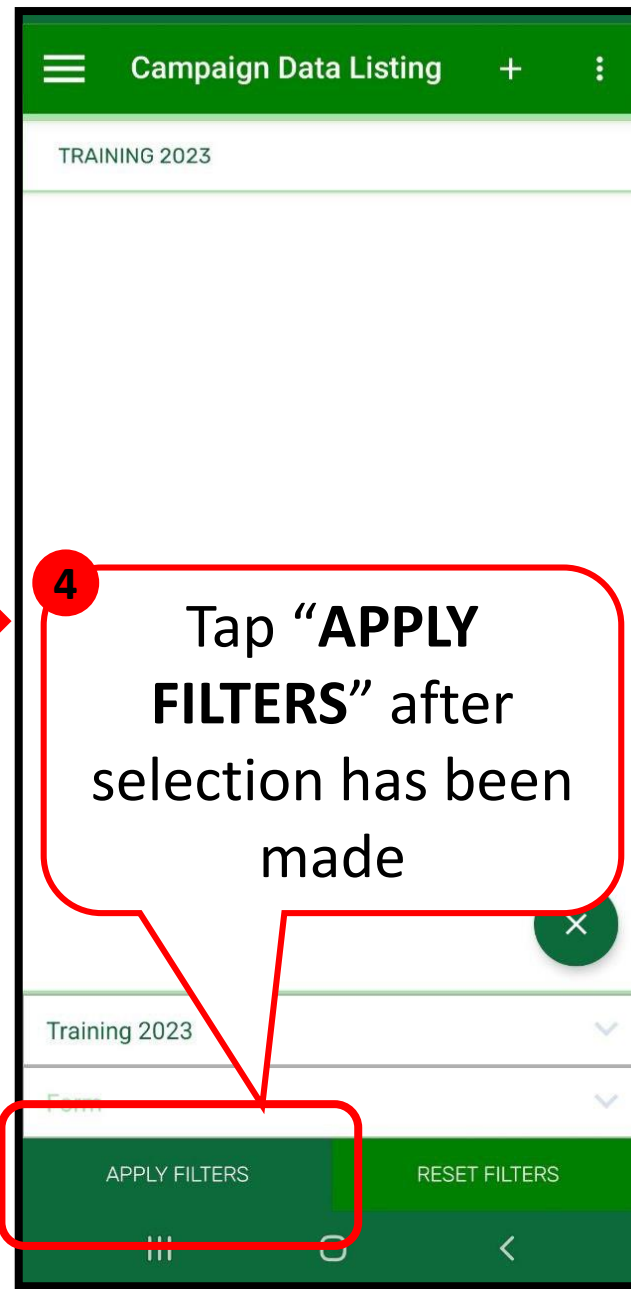 Campaign Data Listing +
TRAINING 2023
4
Tap “APPLY
FILTERS” after
selection has been
made
Training 2023
Form
APPLY FILTERS RESET FILTERS